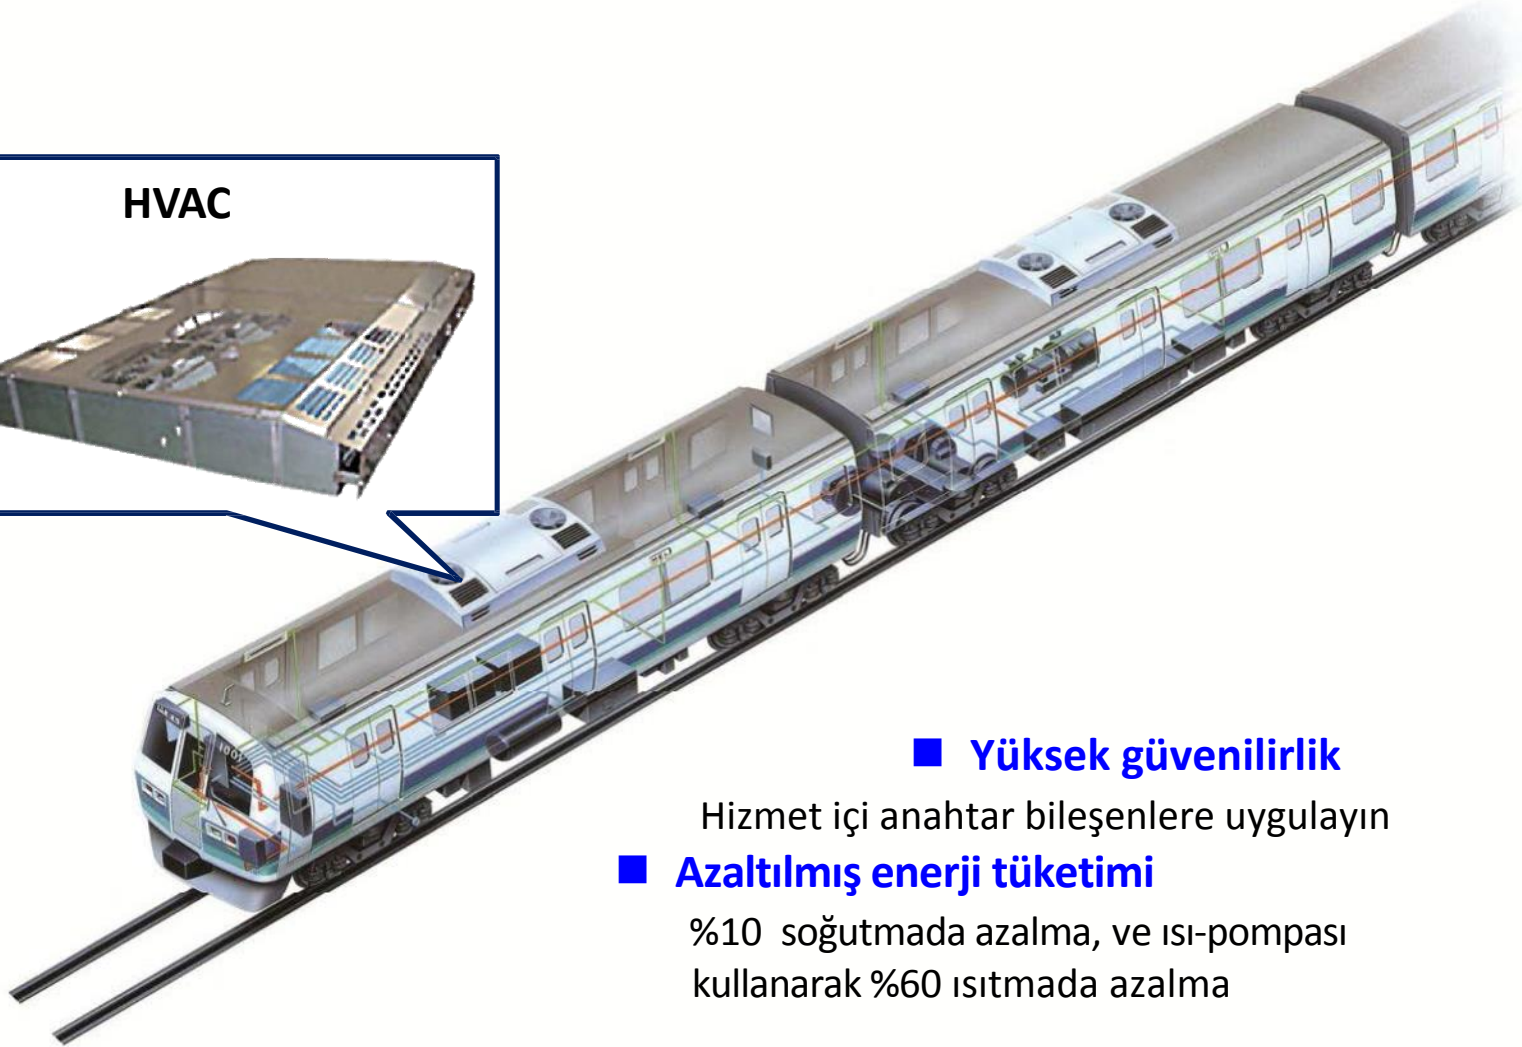 HVAC
1001
■ Yüksek güvenilirlik
Hizmet içi anahtar bileşenlere uygulayın
■ Azaltılmış enerji tüketimi
%10 soğutmada azalma, ve ısı-pompası
kullanarak %60 ısıtmada azalma